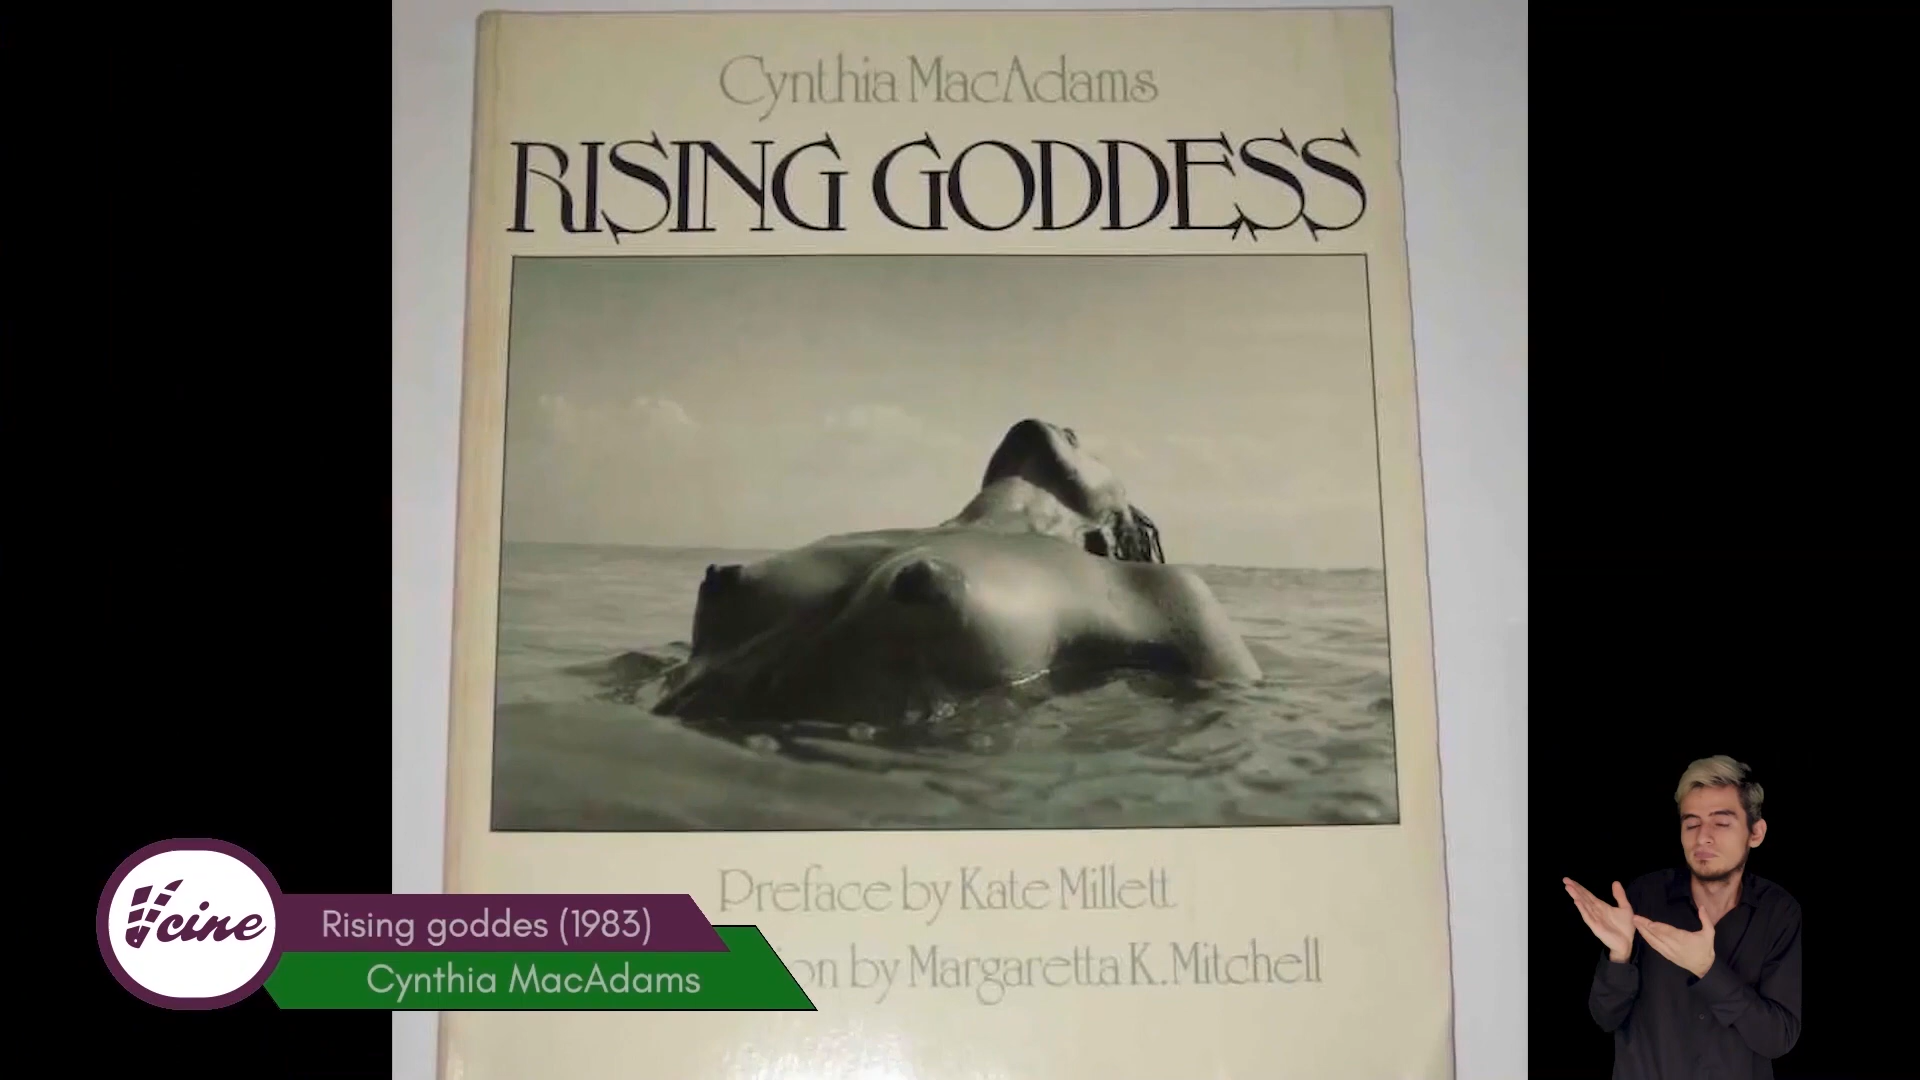 Cynthia MacAdams
RISING GODDESS
Preface by Kate Millett
on by Margaretta K. Mitchell
cine
Rising goddes (1983)
Cynthia MacAdams